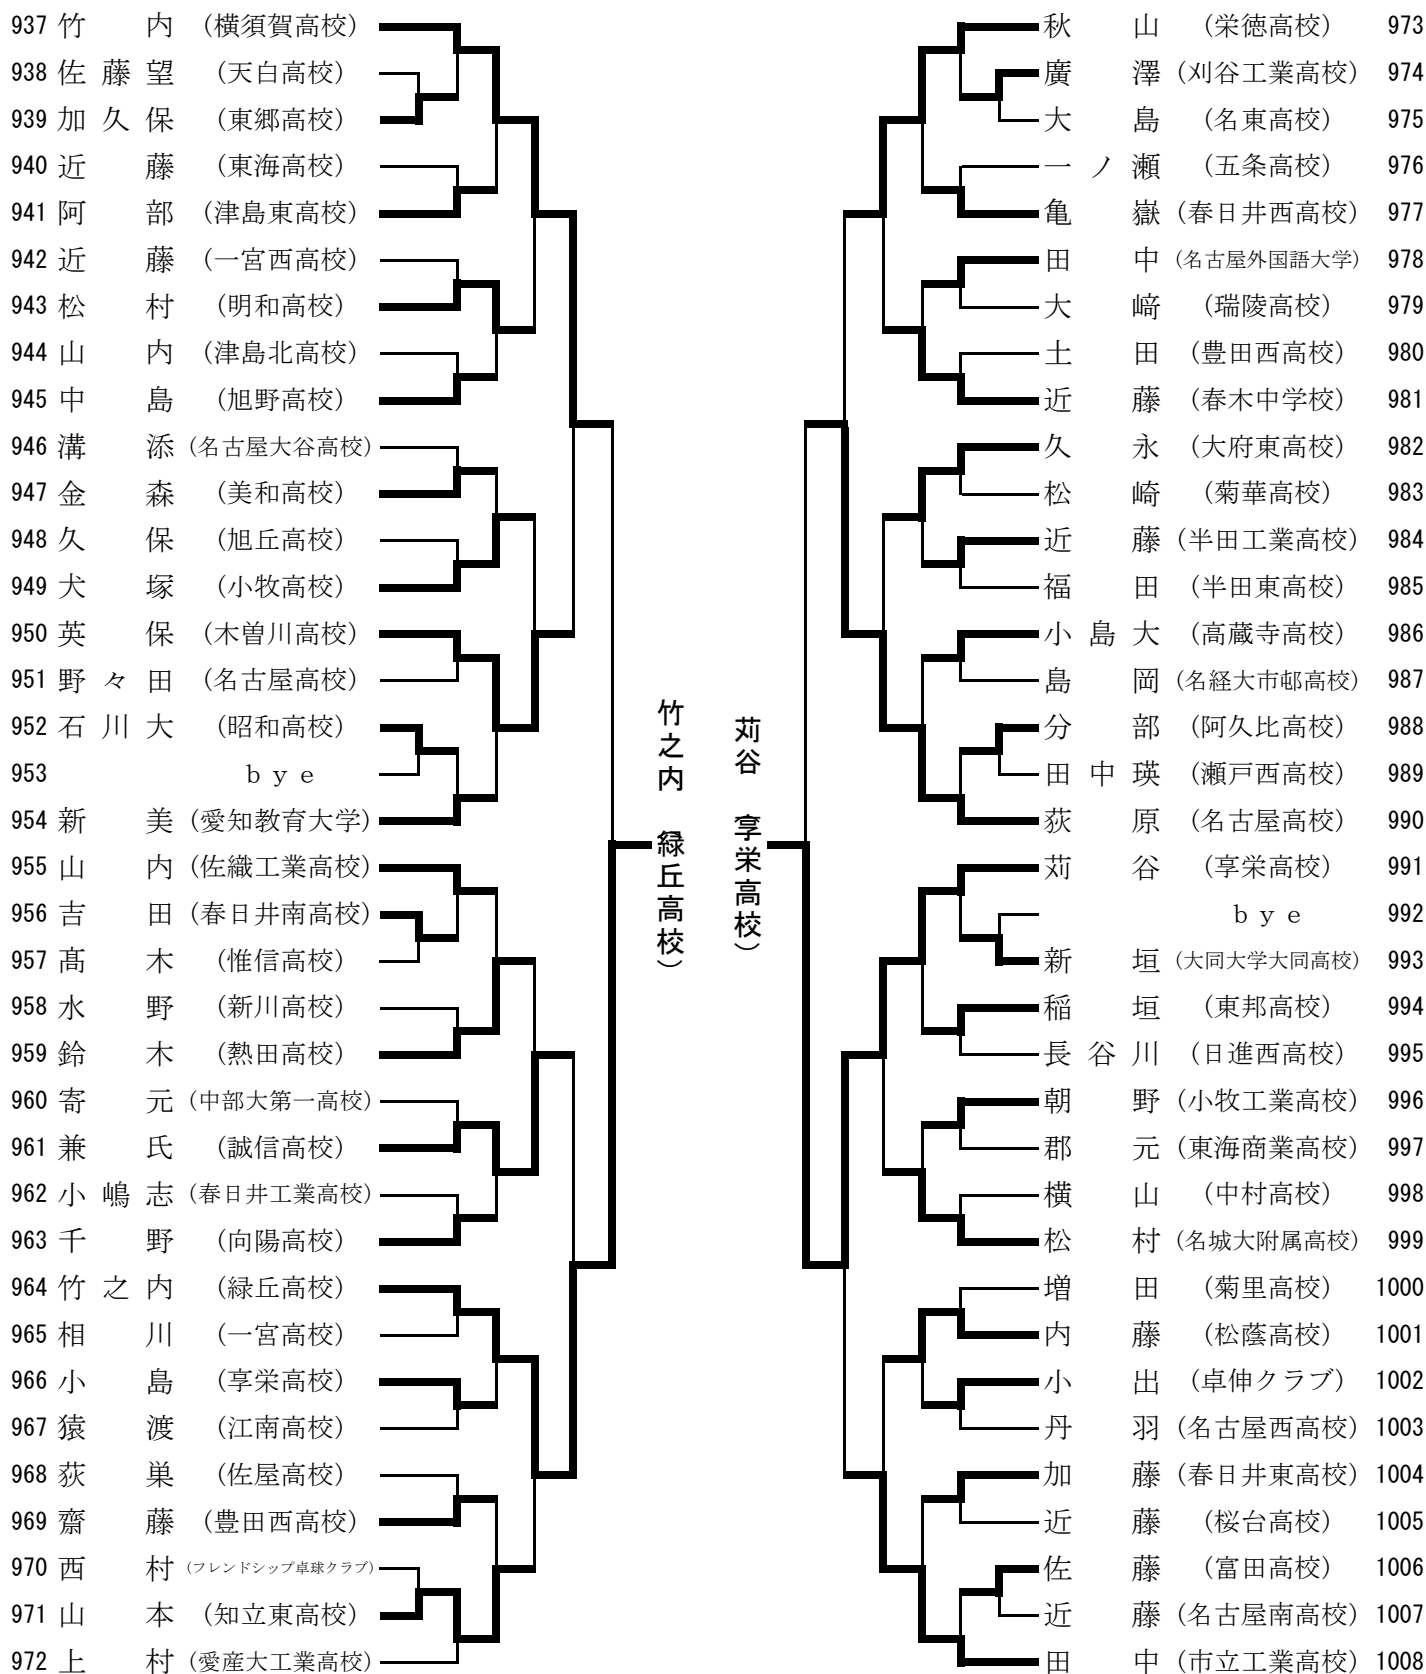 937 竹内 (横須賀高校)
938 佐藤望 (天白高校)
939 加久保 (東郷高校)
940 近藤 (東海高校)
941 阿部 (津島東高校)
942 近藤 (一宮西高校)
943 松村 (明和高校)
944 山内 (津島北高校)
945 中島 (旭野高校)
946 溝添 (名古屋大谷高校)
947 金森 (美和高校)
948 久保 (旭丘高校)
949 犬塚 (小牧高校)
950 英保 (木曽川高校)
951 野々田 (名古屋高校)
952 石川大 (昭和高校)
953 bye
954 新美 (愛知教育大学)
955 山内 (佐織工業高校)
956 吉田 (春日井南高校)
957 髙木 (惟信高校)
958 水野 (新川高校)
959 鈴木 (熱田高校)
960 寄元 (中部大第一高校)
961 兼氏 (誠信高校)
962 小嶋志 (春日井工業高校)
963 千野 (向陽高校)
964 竹之内 (緑丘高校)
965 相川 (一宮高校)
966 小島 (享栄高校)
967 猿渡 (江南高校)
968 荻巣 (佐屋高校)
969 齋藤 (豊田西高校)
970 西村 (フレンドシップ卓球クラブ)
971 山本 (知立東高校)
972 上村 (愛産大工業高校)
竹之内 (緑丘高校)
苅谷 (享栄高校)
秋山 (栄徳高校) 973
廣澤 (刈谷工業高校) 974
大島 (名東高校) 975
一ノ瀬 (五条高校) 976
亀嶽 (春日井西高校) 977
田中 (名古屋外国語大学) 978
大﨑 (瑞陵高校) 979
土田 (豊田西高校) 980
近藤 (春木中学校) 981
久永 (大府東高校) 982
松崎 (菊華高校) 983
近藤 (半田工業高校) 984
福田 (半田東高校) 985
小島大 (高蔵寺高校) 986
島岡 (名経大市邨高校) 987
分部 (阿久比高校) 988
田中瑛 (瀬戸西高校) 989
荻原 (名古屋高校) 990
苅谷 (享栄高校) 991
bye 992
新垣 (大同大学大同高校) 993
稲垣 (東邦高校) 994
長谷川 (日進西高校) 995
朝野 (小牧工業高校) 996
郡元 (東海商業高校) 997
横山 (中村高校) 998
松村 (名城大附属高校) 999
増田 (菊里高校) 1000
内藤 (松蔭高校) 1001
小出 (卓伸クラブ) 1002
丹羽 (名古屋西高校) 1003
加藤 (春日井東高校) 1004
近藤 (桜台高校) 1005
佐藤 (富田高校) 1006
近藤 (名古屋南高校) 1007
田中 (市立工業高校) 1008